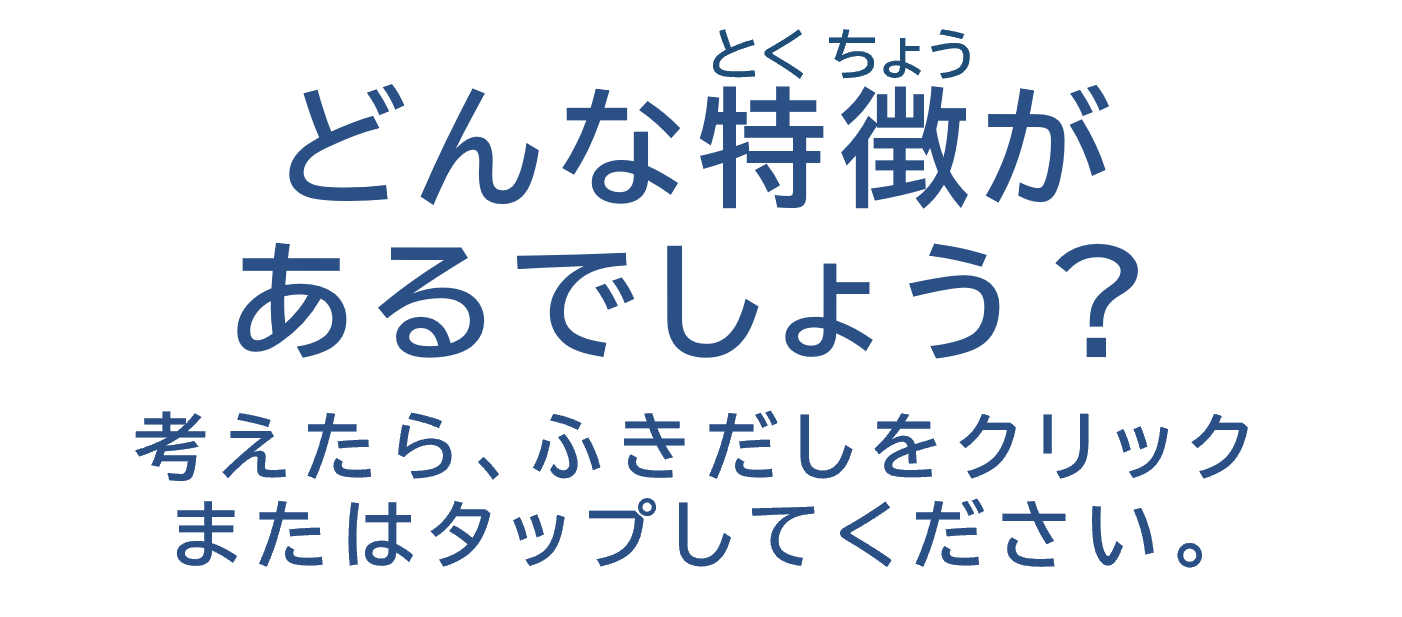 とくちょう
どんな特徴が
あるでしょう？
考えたら、ふきだしをクリック
またはタップしてください。